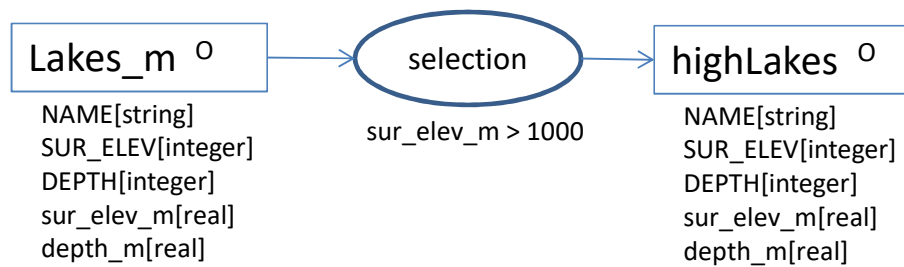 Lakes_m O
NAME[string]
SUR_ELEV[integer]
DEPTH[integer]
sur_elev_m[real]
depth_m[real]
selection
sur_elev_m > 1000
highLakes O
NAME[string]
SUR_ELEV[integer]
DEPTH[integer]
sur_elev_m[real]
depth_m[real]